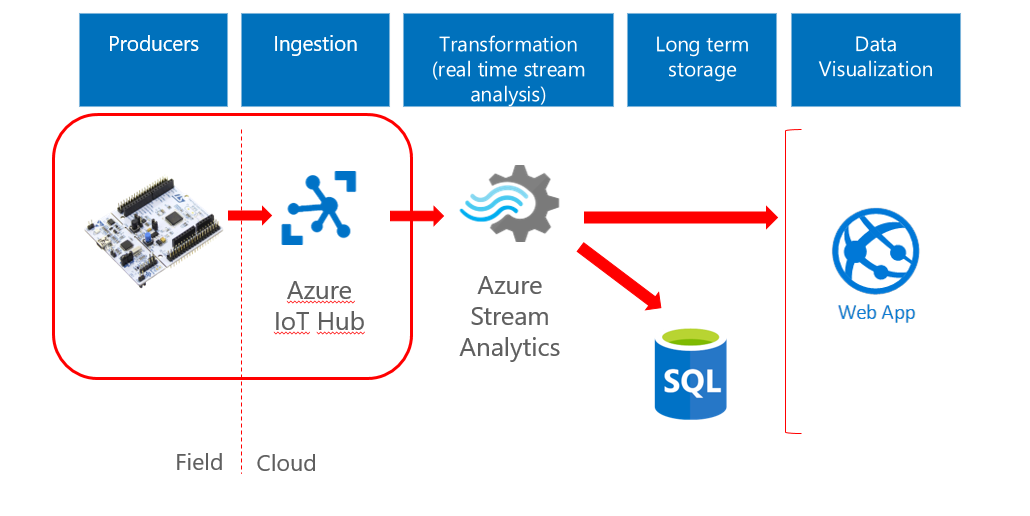 Producers
Ingestion
Transformation
(real time stream
analysis)
Long term
storage
Data
Visualization
Azure
IoT Hub
Azure
Stream
Analytics
SQL
Web App
Field
Cloud